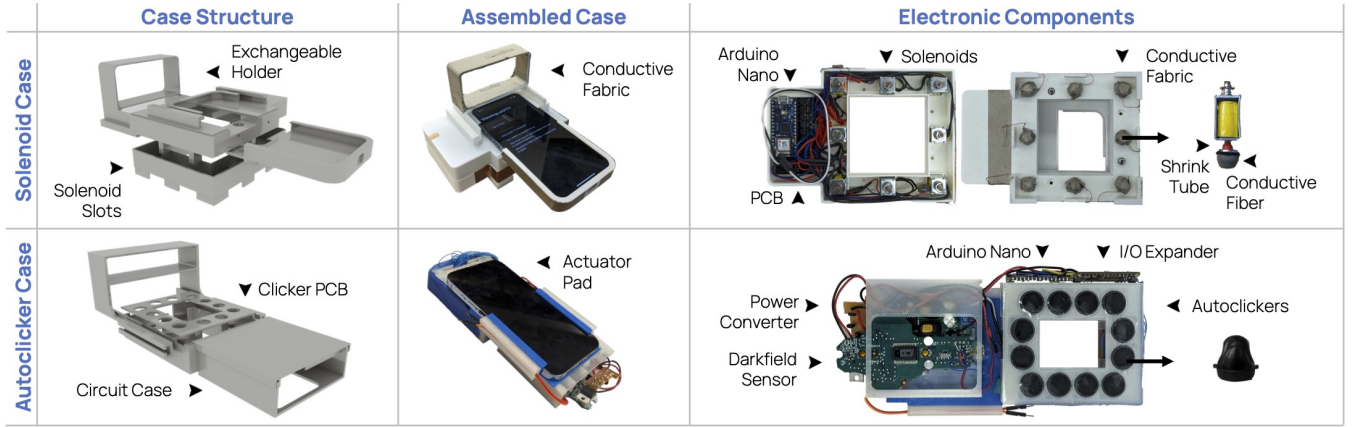 Case Structure
Assembled Case
Electronic Components
Solenoid Case
Exchangeable
Holder
Solenoid
Slots
Conductive
Fabric
Arduino
Nano
Solenoids
PCB
Conductive
Fabric
Shrink
Tube
Conductive
Fiber
Autoclicker Case
Clicker PCB
Circuit Case
Actuator
Pad
Arduino Nano
I/O Expander
Power
Converter
Darkfield
Sensor
Autoclickers